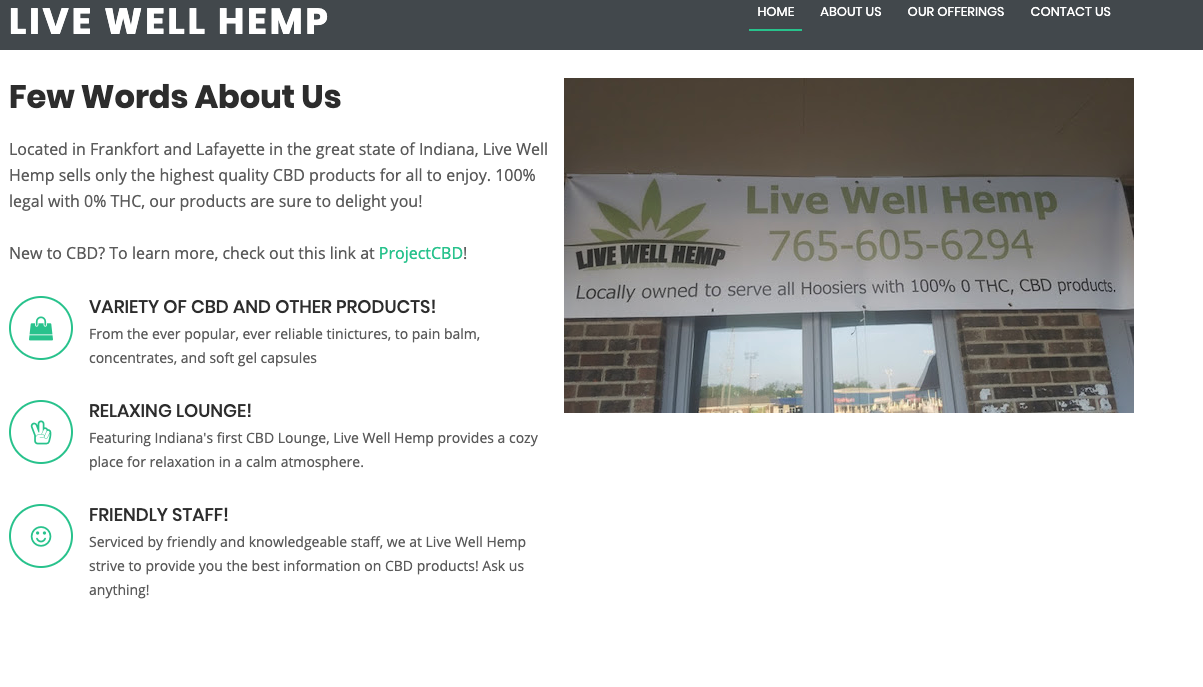 LIVE WELL HEMP
HOME
ABOUT US
OUR OFFERINGS
CONTACT US
Few Words About Us
Located in Frankfort and Lafayette in the great state of Indiana, Live Well
Hemp sells only the highest quality CBD products for all to enjoy. 100%
legal with 0% THC, our products are sure to delight you!
New to CBD? To learn more, check out this link at ProjectCBD!
VARIETY OF CBD AND OTHER PRODUCTS!
From the ever popular, ever reliable tinictures, to pain balm,
concentrates, and soft gel capsules
RELAXING LOUNGE!
Featuring Indiana's first CBD Lounge, Live Well Hemp provides a cozy
place for relaxation in a calm atmosphere.
FRIENDLY STAFF!
Serviced by friendly and knowledgeable staff, we at Live Well Hemp
strive to provide you the best information on CBD products! Ask us
anything!
Live Well Hemp
765-605-6294
LIVE WELL HEMP
Locally owned to serve all Hoosiers with 100% 0 THC, CBD products.